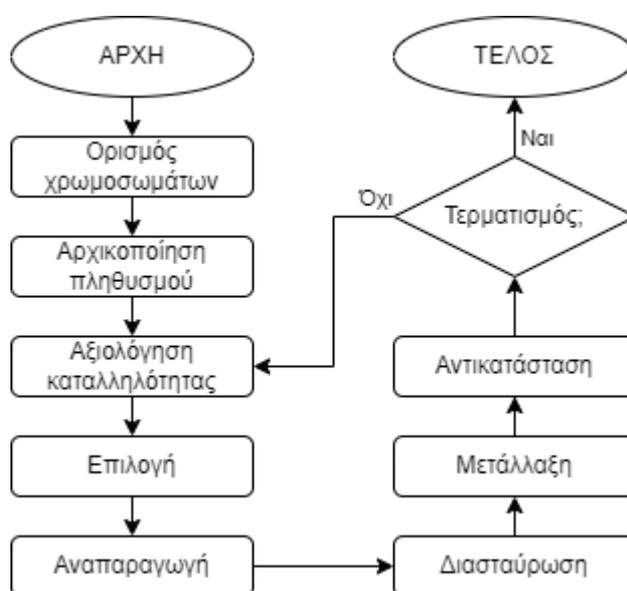 ΑΡΧΗ
Ορισμός
χρωμοσωμάτων
Αρχικοποίηση
πληθυσμού
Αξιολόγηση
καταλληλότητας
Επιλογή
Αναπαραγωγή
Διασταύρωση
Μετάλλαξη
Αντικατάσταση
Τερματισμός;
Όχι
Ναι
ΤΕΛΟΣ